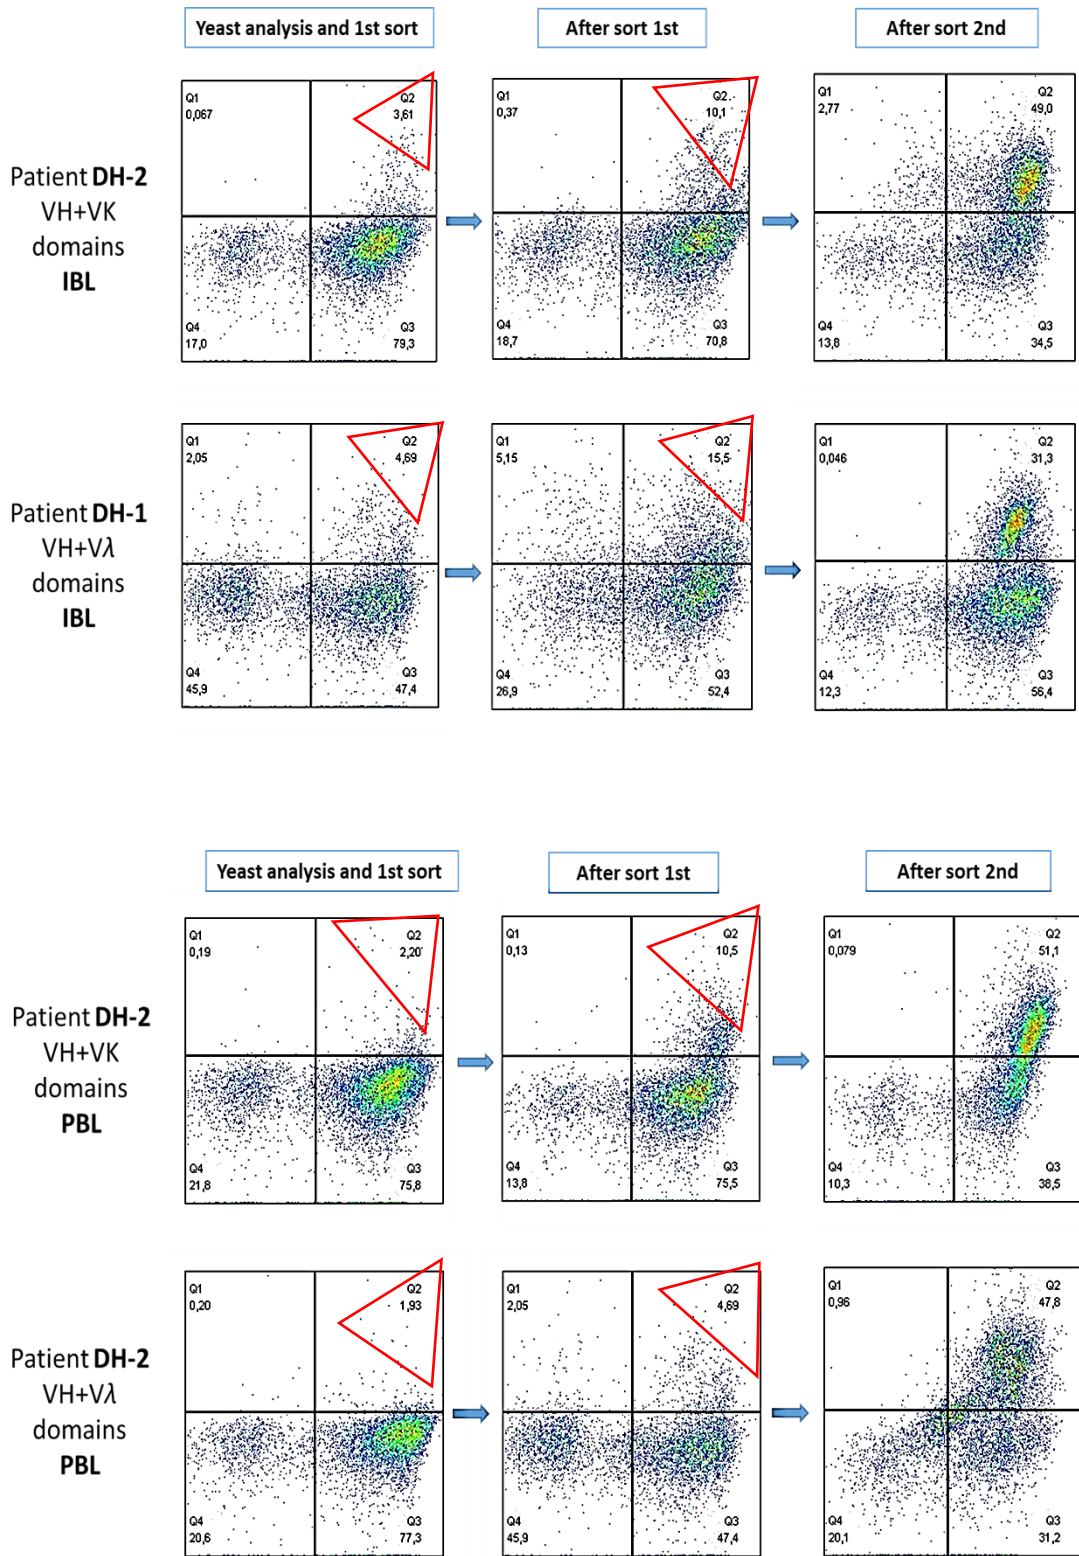 Yeast analysis and 1st sort
After sort 1st
After sort 2nd
Patient DH-2
VH+VK
domains
IBL
Q1
0,067
Q2
3,61
Q4
17,0
Q3
79,3
Q1
0,37
Q2
10,1
Q4
18,7
Q3
70,8
Q1
2,77
Q2
49,0
Q4
13,8
Q3
34,5
Patient DH-1
VH+Vλ
domains
IBL
Q1
2,05
Q2
4,69
Q4
45,9
Q3
47,4
Q1
5,15
Q2
15,5
Q4
26,9
Q3
52,4
Q1
0,046
Q2
31,3
Q4
12,3
Q3
56,4
Yeast analysis and 1st sort
After sort 1st
After sort 2nd
Patient DH-2
VH+VK
domains
PBL
Q1
0,19
Q2
2,20
Q4
21,8
Q3
75,8
Q1
0,13
Q2
10,5
Q4
13,8
Q3
75,5
Q1
0,079
Q2
51,1
Q4
10,3
Q3
38,5
Patient DH-2
VH+Vλ
domains
PBL
Q1
0,20
Q2
1,93
Q4
20,6
Q3
77,3
Q1
2,05
Q2
4,69
Q4
45,9
Q3
47,4
Q1
0,96
Q2
47,8
Q4
20,1
Q3
31,2